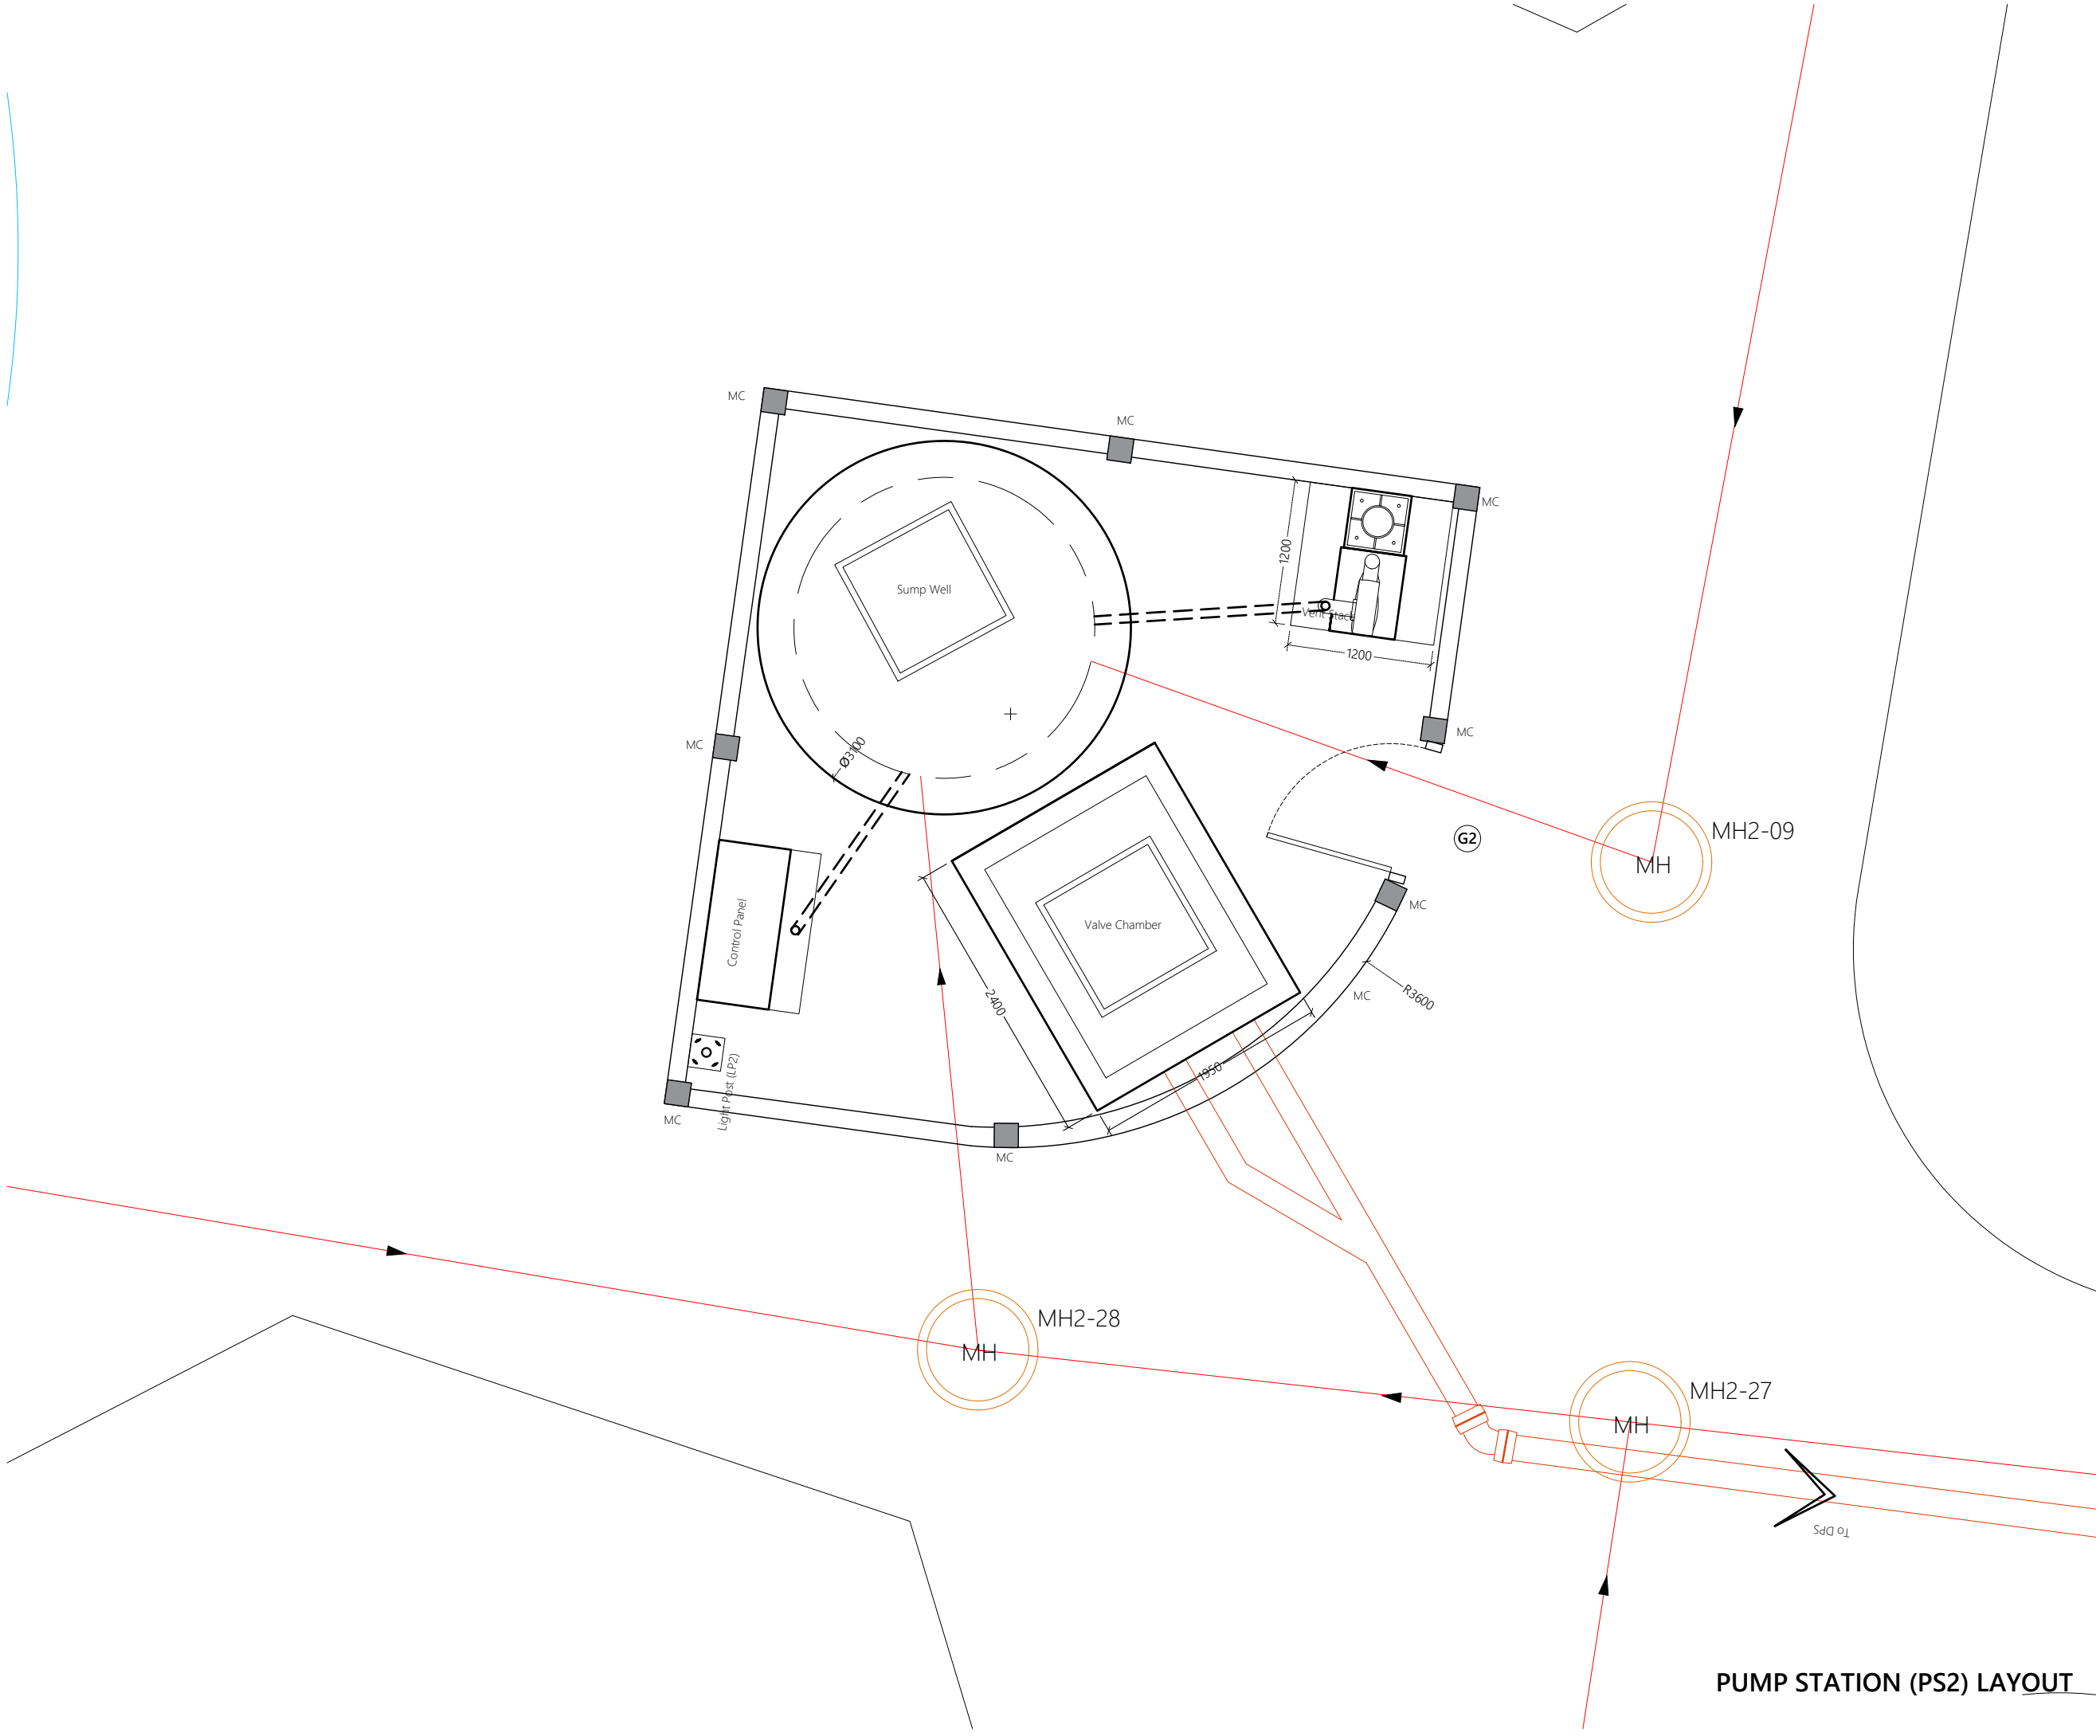 MC
MC
MC
Sump Well
1200
Vent Stack
1200
MC
MC
Ø3100
G2
MH2-09
MH
Control Panel
MC
Valve Chamber
2400
R3600
MC
1950
Light Post (LP2)
MC
MC
MH2-28
MH
MH2-27
MH
To DPS
PUMP STATION (PS2) LAYOUT